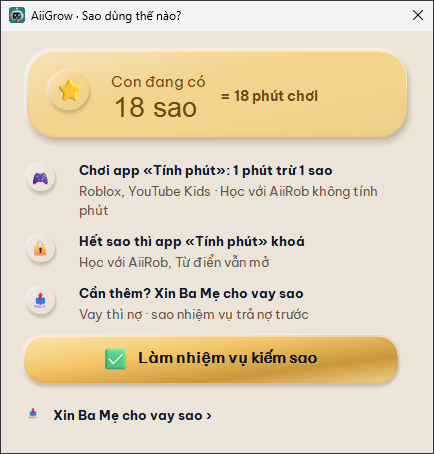 AiiGrow · Sao dùng thế nào?
Con đang có
18 sao
= 18 phút chơi
Chơi app «Tính phút»: 1 phút trừ 1 sao
Roblox, YouTube Kids · Học với AiiRob không tính
phút
Hết sao thì app «Tính phút» khoá
Học với AiiRob, Từ điển vẫn mở
Cần thêm? Xin Ba Mẹ cho vay sao
Vay thì nợ · sao nhiệm vụ trả nợ trước
Làm nhiệm vụ kiếm sao
Xin Ba Mẹ cho vay sao ›